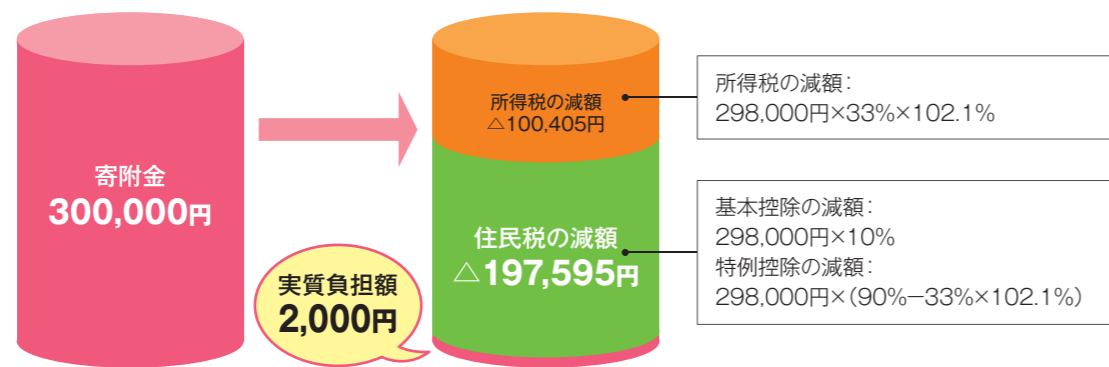 寄附金
300,000円
所得税の減額
△100,405円
住民税の減額
△197,595円
実質負担額
2,000円
所得税の減額：
298,000円×33%×102.1%
基本控除の減額：
298,000円×10%
特例控除の減額：
298,000円×（90%－33%×102.1%）